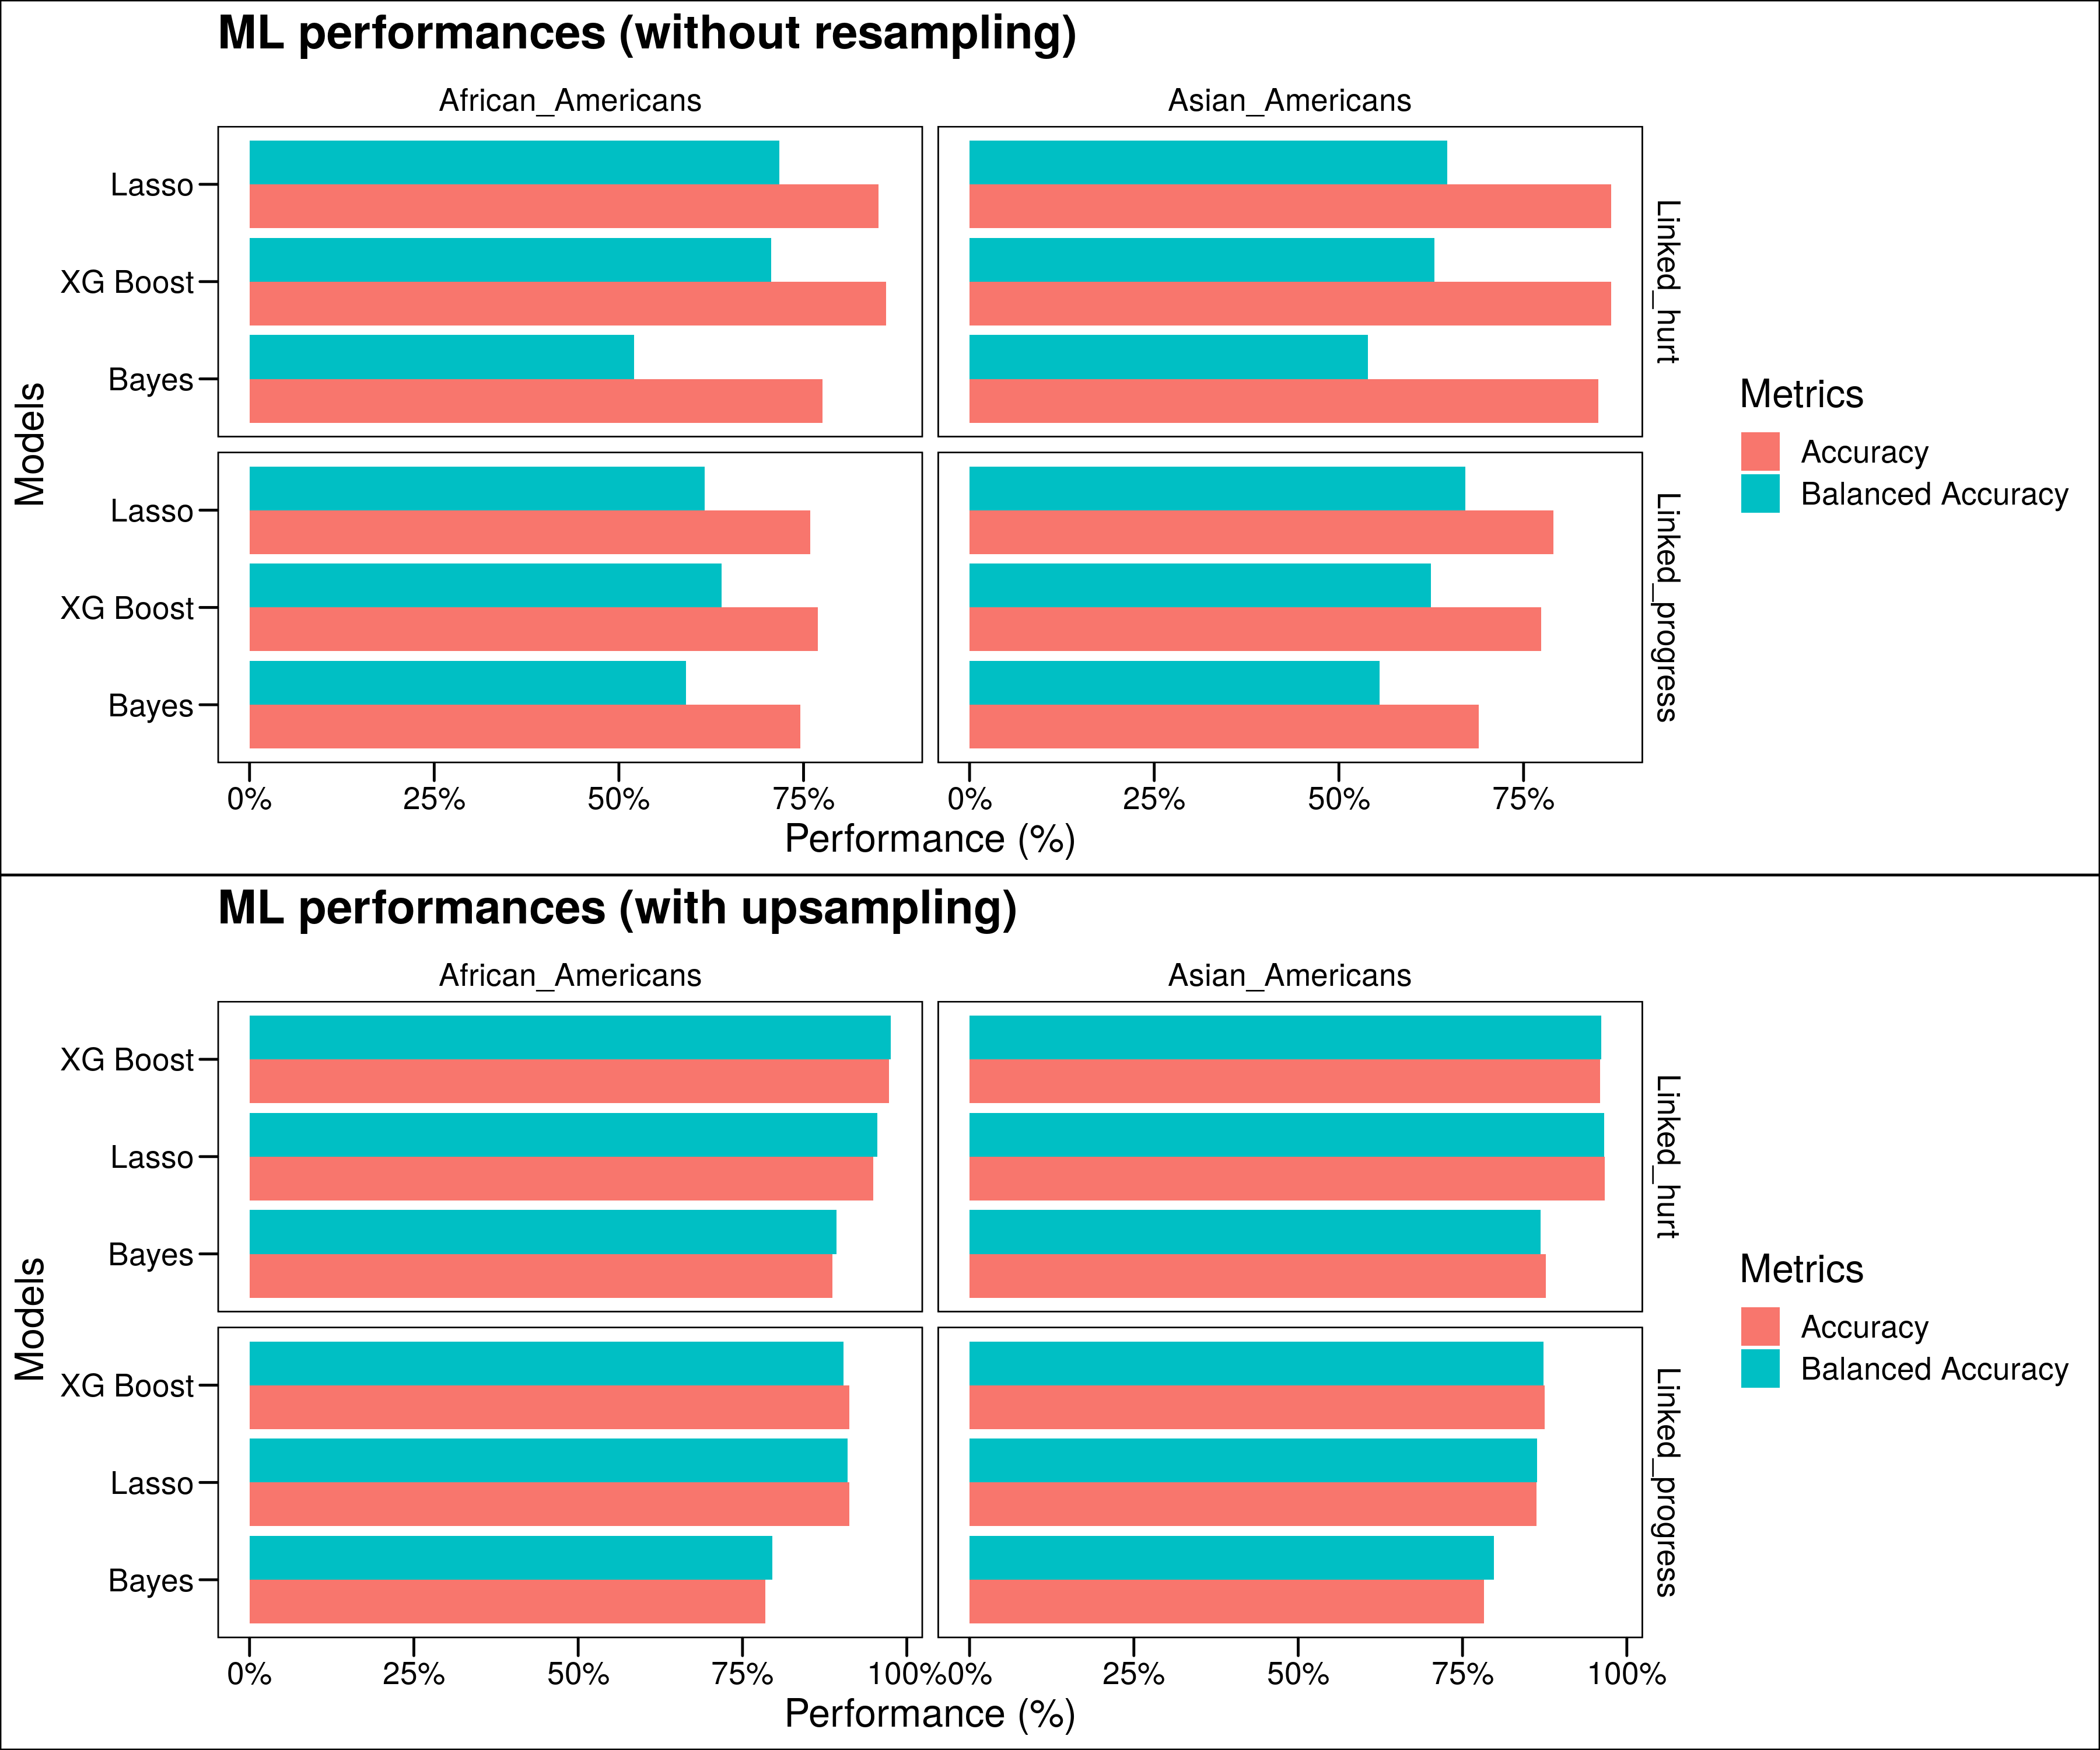 ML performances (without resampling)
African_Americans
Asian_Americans
Models
Lasso
XG Boost
Bayes
Linked_hurt
Lasso
XG Boost
Bayes
Linked_progress
0% 25% 50% 75%
0% 25% 50% 75%
Performance (%)
Metrics
Accuracy
Balanced Accuracy
ML performances (with upsampling)
African_Americans
Asian_Americans
Models
XG Boost
Lasso
Bayes
Linked_hurt
XG Boost
Lasso
Bayes
Linked_progress
0% 25% 50% 75% 100%
0% 25% 50% 75% 100%
Performance (%)
Metrics
Accuracy
Balanced Accuracy